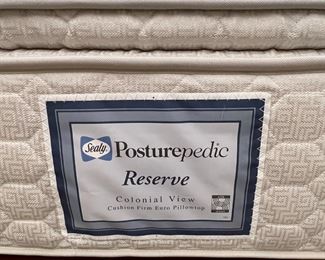 Sealy Posturepedic
Reserve
Colonial View
Cushion Firm Euro Pillowtop